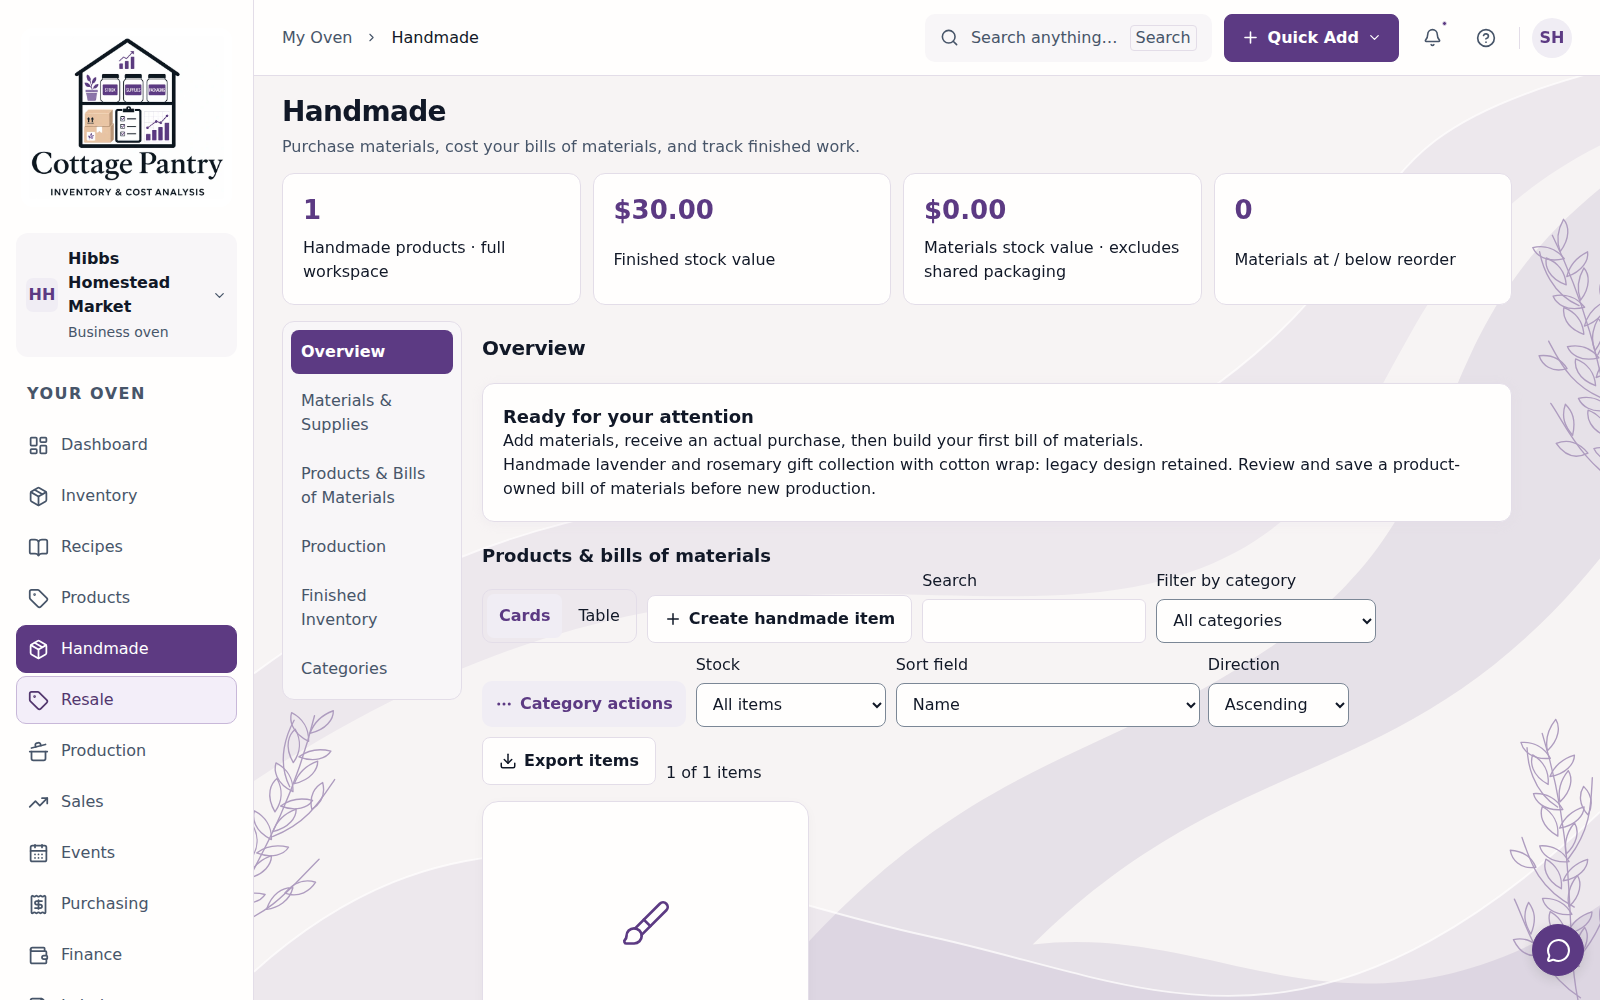 Cottage Pantry
INVENTORY & COST ANALYSIS
HH
Hibbs
Homestead
Market
Business oven
YOUR OVEN
Dashboard
Inventory
Recipes
Products
Handmade
Resale
Production
Sales
Events
Purchasing
Finance
My Oven
Handmade
Search anything...
Search
Quick Add
SH
Handmade
Purchase materials, cost your bills of materials, and track finished work.
1
Handmade products · full
workspace
$30.00
Finished stock value
$0.00
Materials stock value · excludes
shared packaging
0
Materials at / below reorder
Overview
Materials &
Supplies
Products & Bills
of Materials
Production
Finished
Inventory
Categories
Overview
Ready for your attention
Add materials, receive an actual purchase, then build your first bill of materials.
Handmade lavender and rosemary gift collection with cotton wrap: legacy design retained. Review and save a product-
owned bill of materials before new production.
Products & bills of materials
Cards
Table
Create handmade item
Search
Filter by category
All categories
Category actions
Stock
All items
Sort field
Name
Direction
Ascending
Export items
1 of 1 items